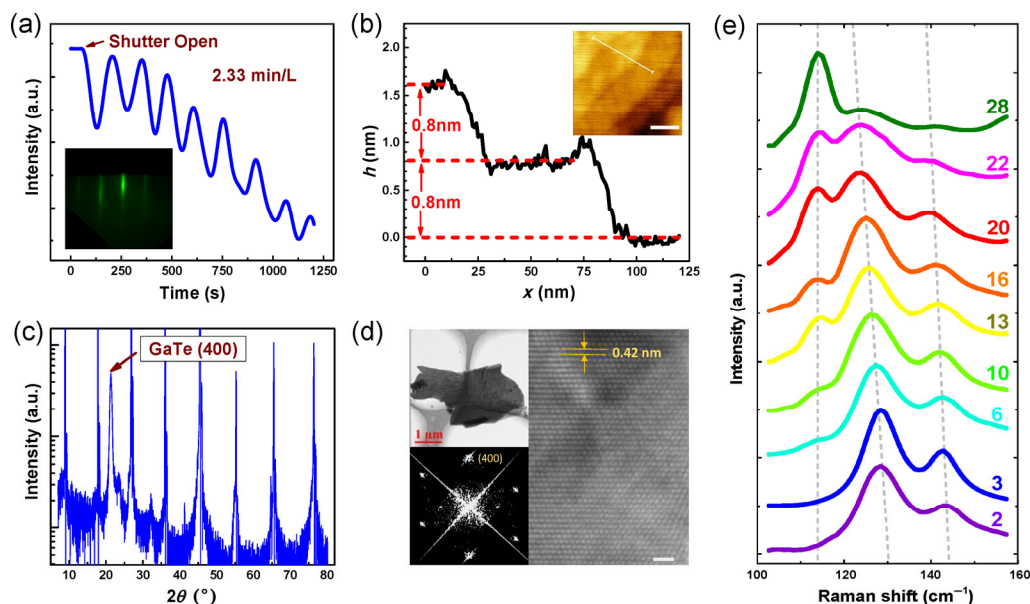 (a)
Shutter Open
2.33 min/L
Intensity (a.u.)
0 250 500 750 1000 1250
Time (s)
(b)
2.0
1.5
1.0
0.5
0.0
h (nm)
0.8nm
0.8nm
0 25 50 75 100 120
x (nm)
(c)
GaTe (400)
Intensity (a.u.)
10 20 30 40 50 60 70 80
2θ (°)
(d)
1 μm
(400)
0.42 nm
(e)
28
22
20
16
13
10
6
3
2
Intensity (a.u.)
100 120 140 160
Raman shift (cm⁻¹)